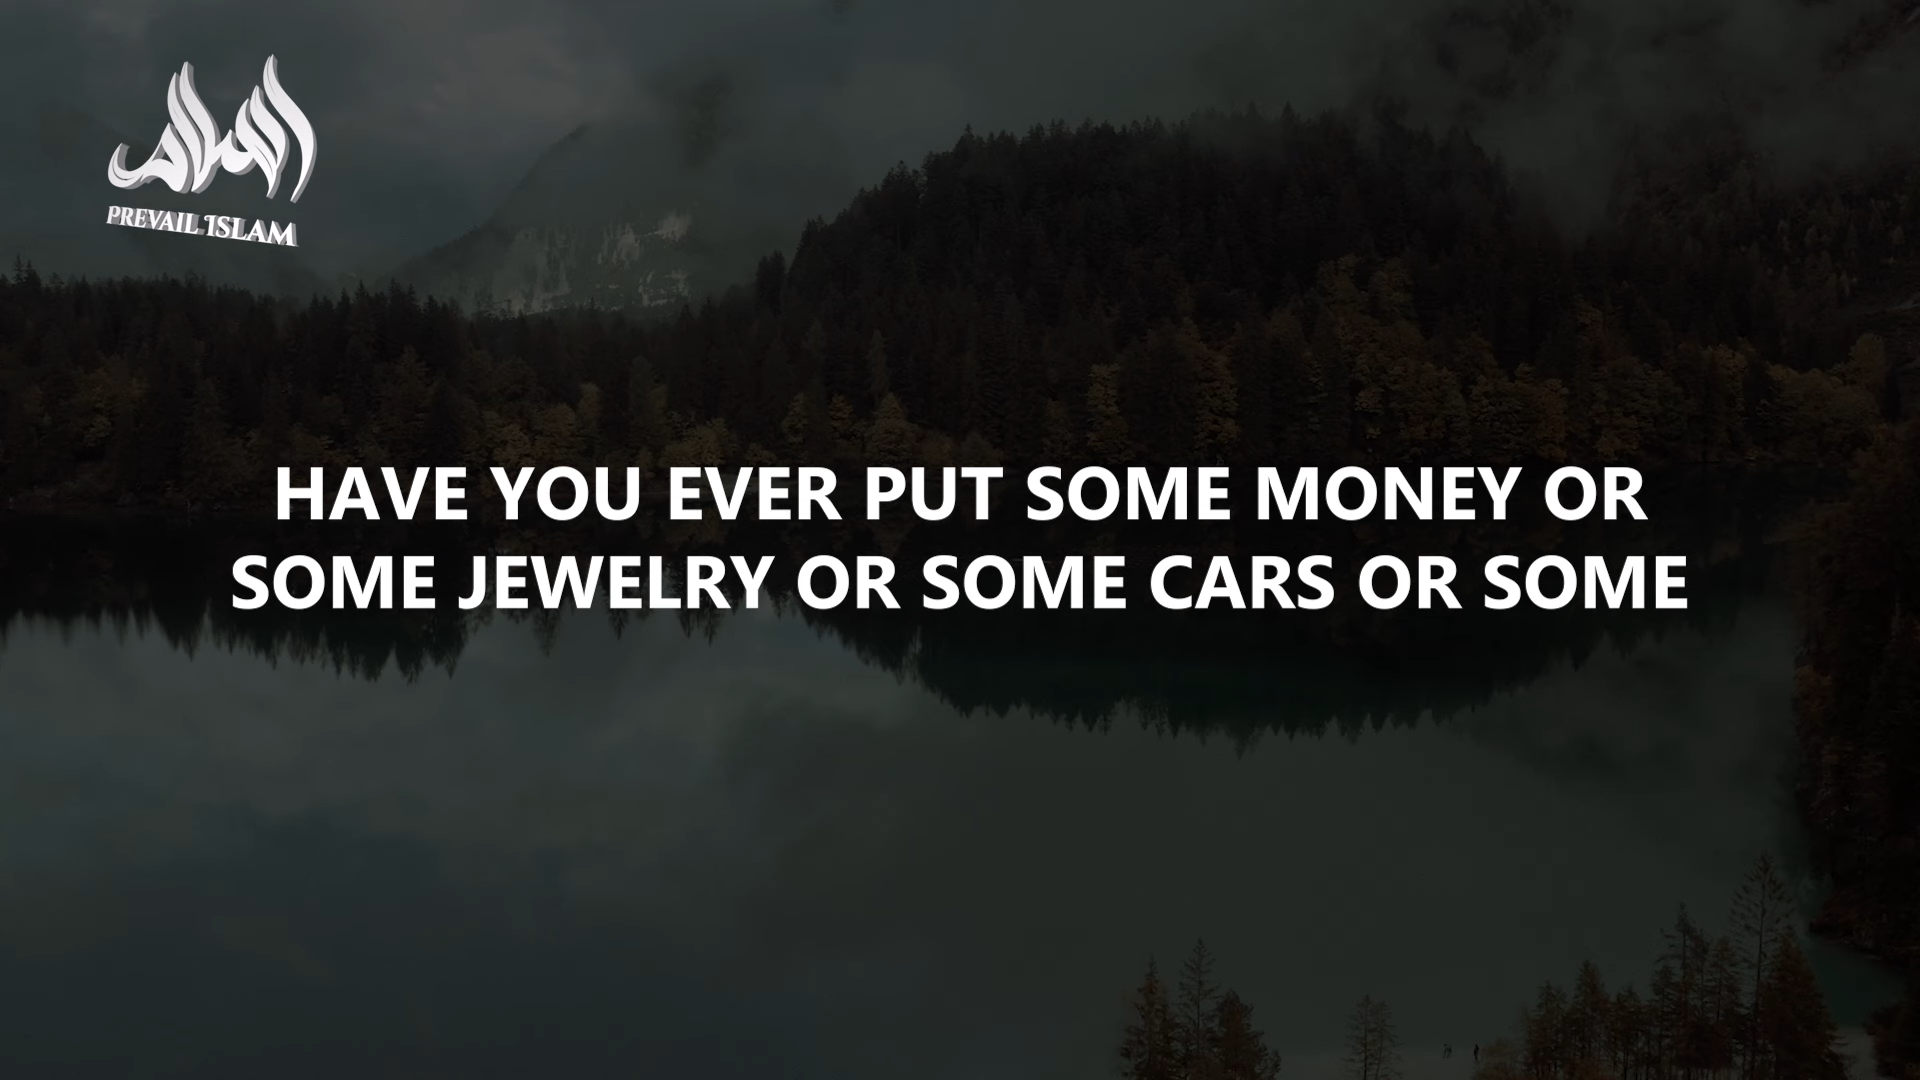 PREVAIL ISLAM
HAVE YOU EVER PUT SOME MONEY OR
SOME JEWELRY OR SOME CARS OR SOME